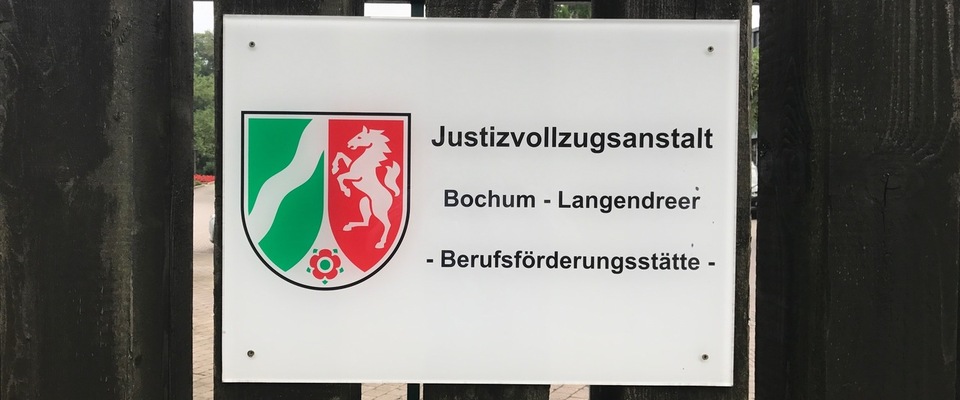 Justizvollzugsanstalt
Bochum - Langendreer
- Berufsförderungsstätte -